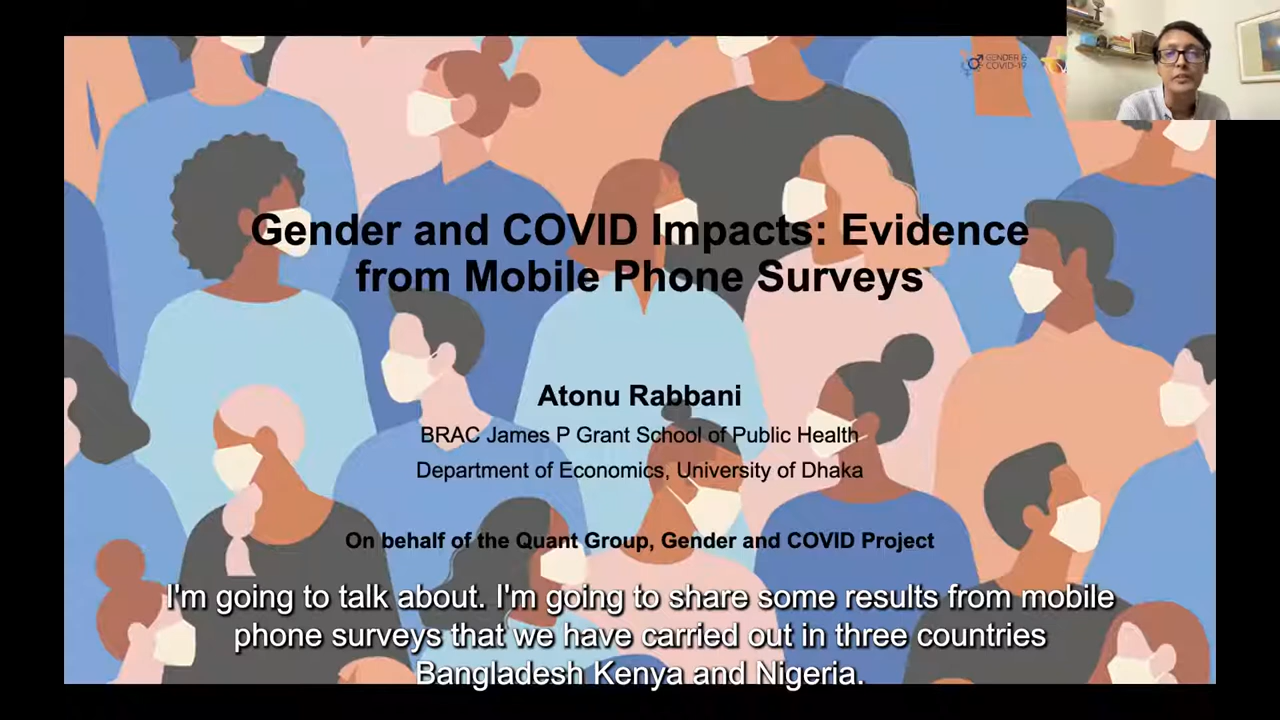 GENDER &
COVID-19
Gender and COVID Impacts: Evidence
from Mobile Phone Surveys
Atonu Rabbani
BRAC James P Grant School of Public Health
Department of Economics, University of Dhaka
On behalf of the Quant Group, Gender and COVID Project
I'm going to talk about. I'm going to share some results from mobile
phone surveys that we have carried out in three countries
Bangladesh Kenya and Nigeria.